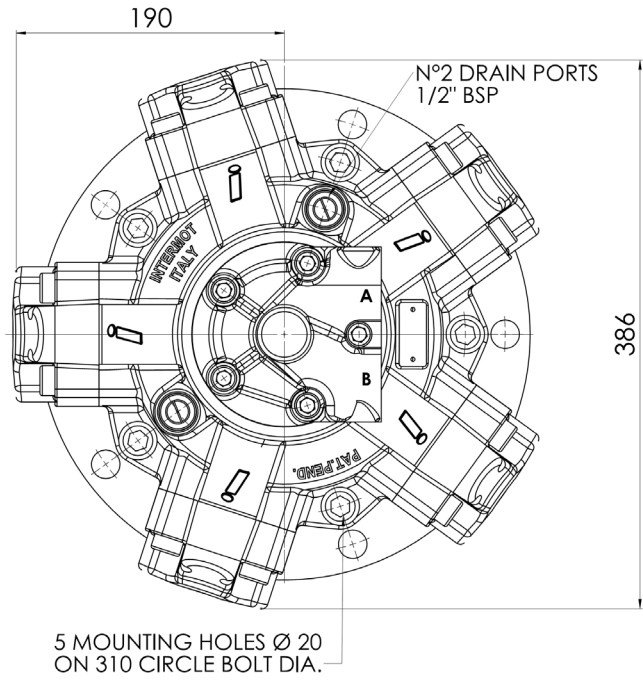 190
N°2 DRAIN PORTS
1/2" BSP
INTERMOT
ITALY
A
386
B
PAT.PEND.
5 MOUNTING HOLES Ø 20
ON 310 CIRCLE BOLT DIA.